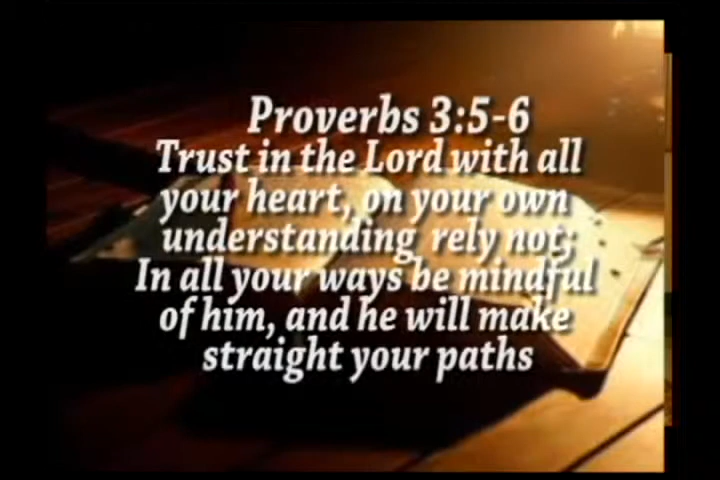 Proverbs 3:5-6
Trust in the Lord with all
your heart, on your own
understanding rely not;
In all your ways be mindful
of him, and he will make
straight your paths